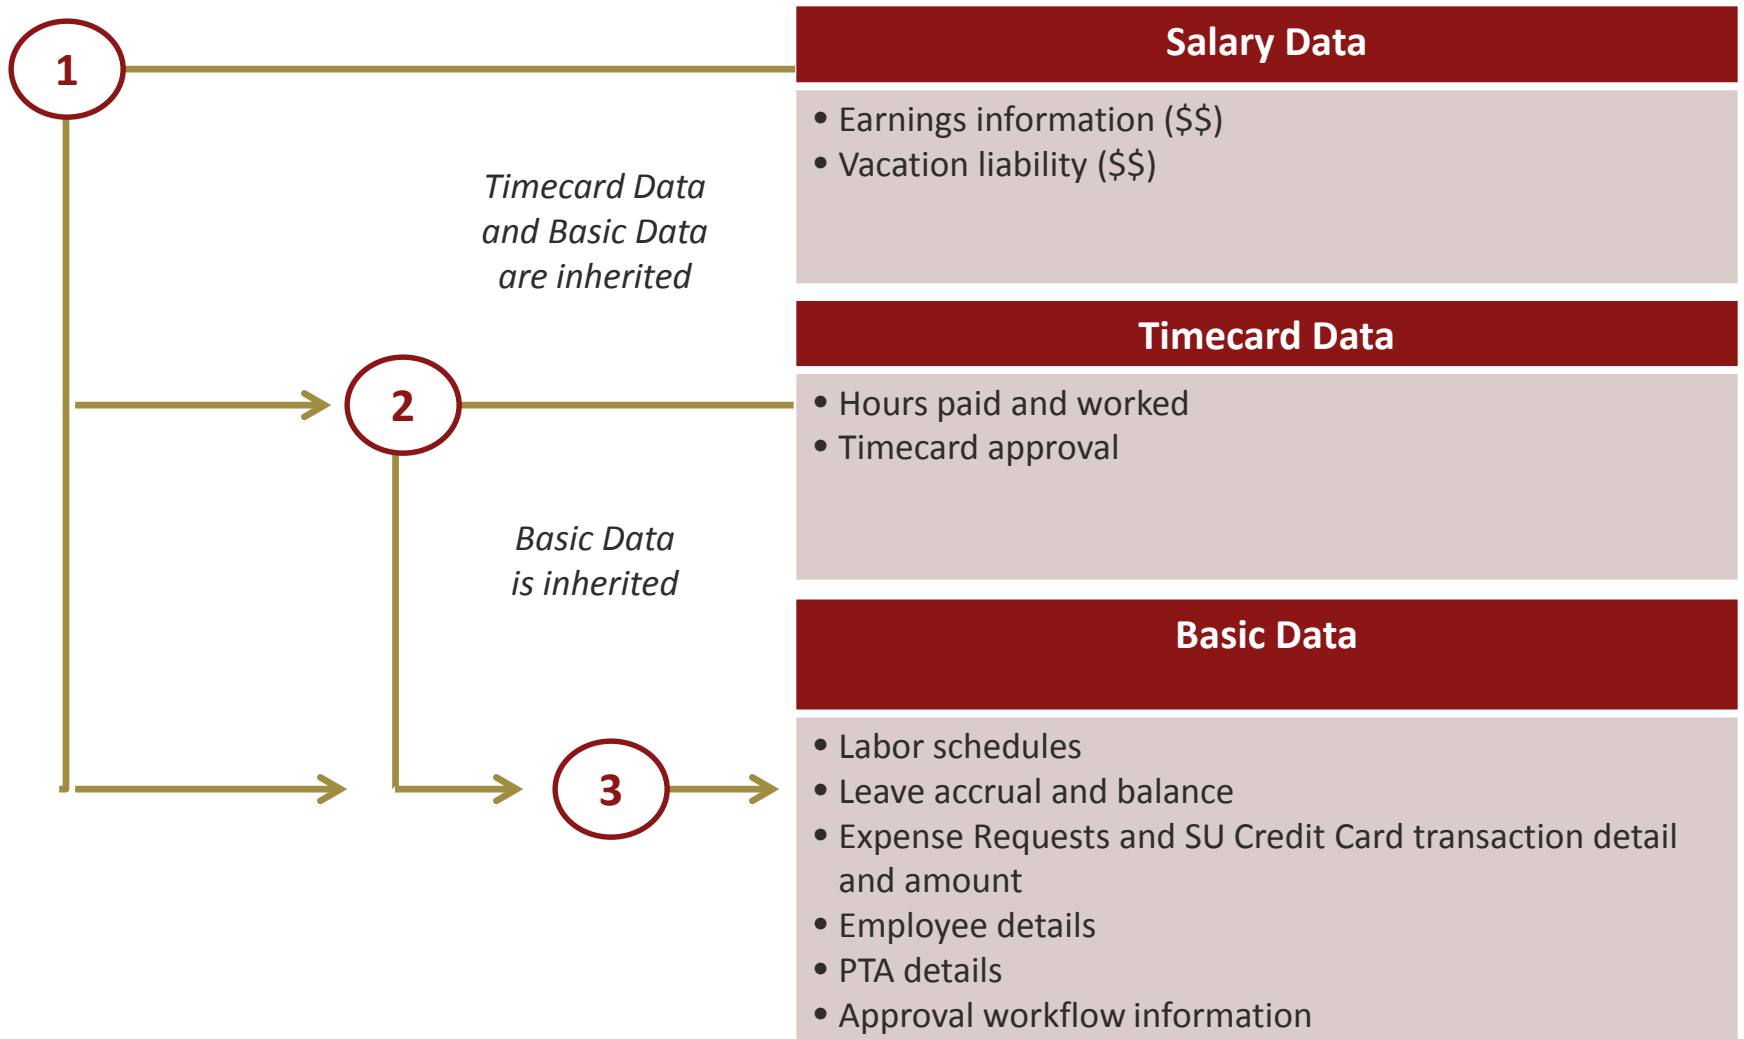 1
Salary Data
• Earnings information ($$)
• Vacation liability ($$)
Timecard Data
and Basic Data
are inherited
Timecard Data
2
• Hours paid and worked
• Timecard approval
Basic Data
is inherited
Basic Data
3
• Labor schedules
• Leave accrual and balance
• Expense Requests and SU Credit Card transaction detail
and amount
• Employee details
• PTA details
• Approval workflow information